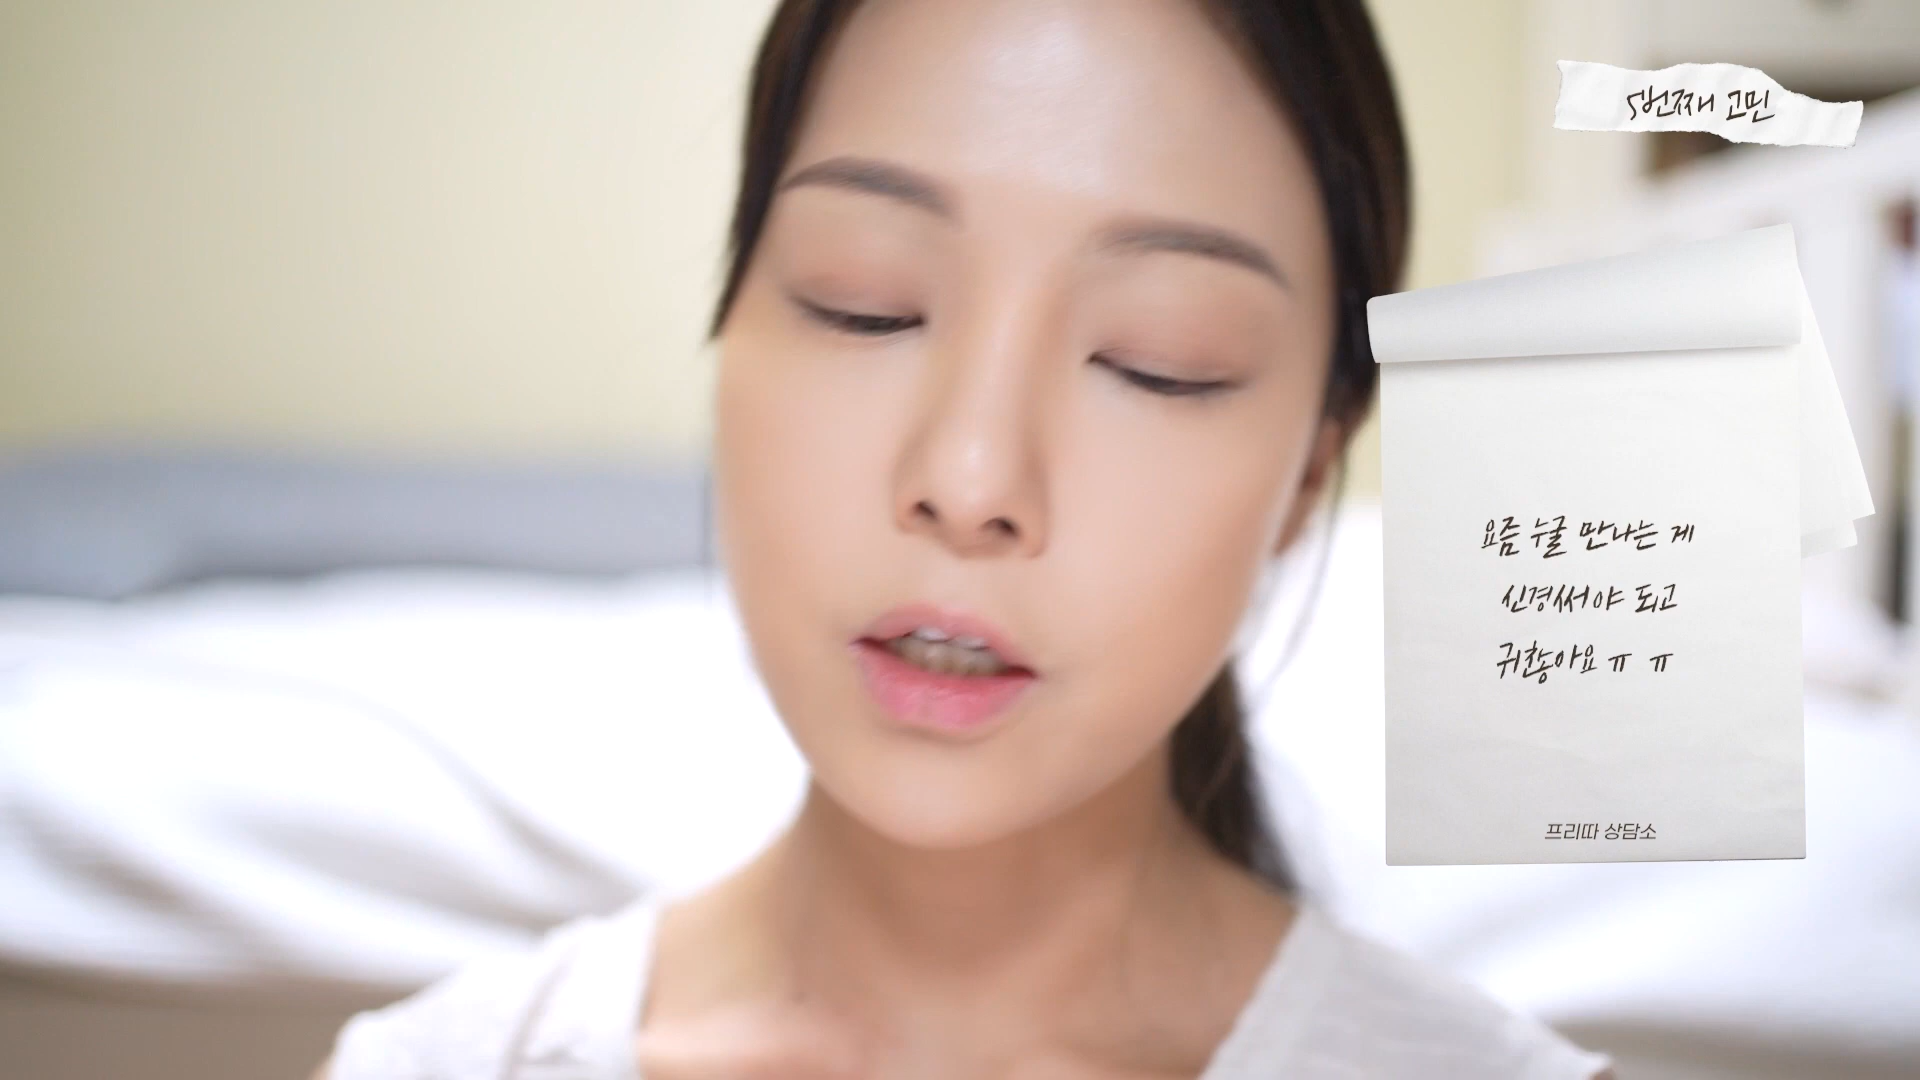 5번째 고민
요즘 누굴 만나는 게
신경써야 되고
귀찮아요 ㅠ ㅠ
프리따 상담소